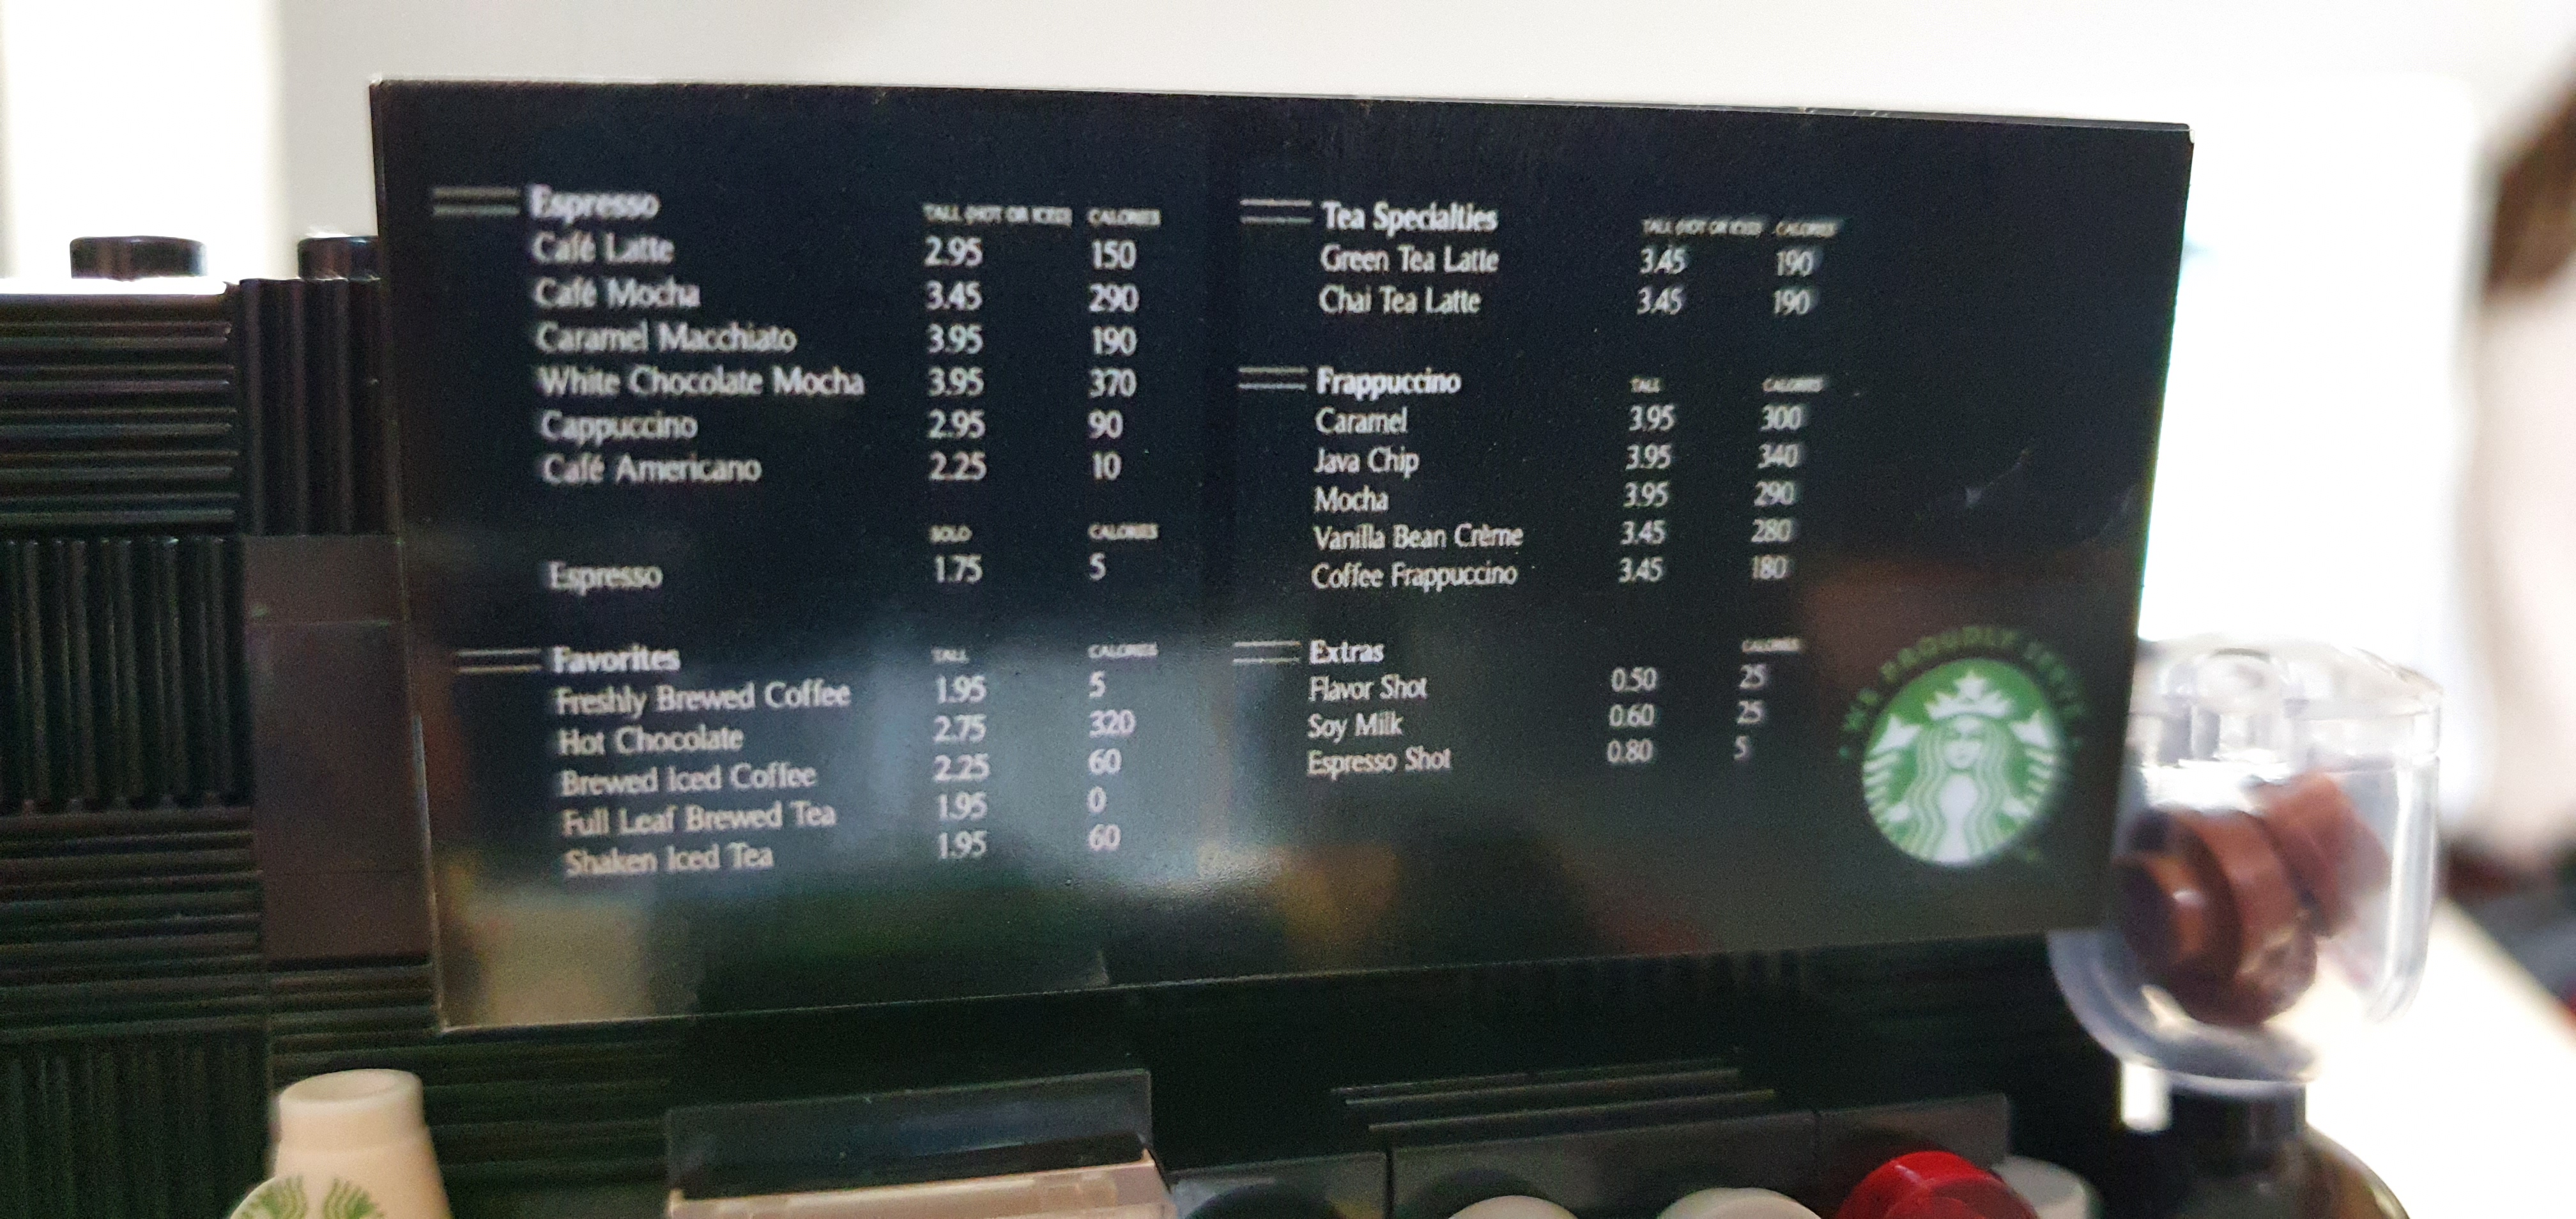 Espresso TALL (HOT OR ICED) CALORIES
Café Latte 2.95 150
Café Mocha 3.45 290
Caramel Macchiato 3.95 190
White Chocolate Mocha 3.95 370
Cappuccino 2.95 90
Café Americano 2.25 10
SOLO CALORIES
Espresso 1.75 5
Favorites TALL CALORIES
Freshly Brewed Coffee 1.95 5
Hot Chocolate 2.75 320
Brewed Iced Coffee 2.25 60
Full Leaf Brewed Tea 1.95 0
Shaken Iced Tea 1.95 60
Tea Specialties TALL (HOT OR ICED) CALORIES
Green Tea Latte 3.45 190
Chai Tea Latte 3.45 190
Frappuccino TALL CALORIES
Caramel 3.95 300
Java Chip 3.95 340
Mocha 3.95 290
Vanilla Bean Crème 3.45 280
Coffee Frappuccino 3.45 180
Extras CALORIES
Flavor Shot 0.50 25
Soy Milk 0.60 25
Espresso Shot 0.80 5
WE PROUDLY SERVE